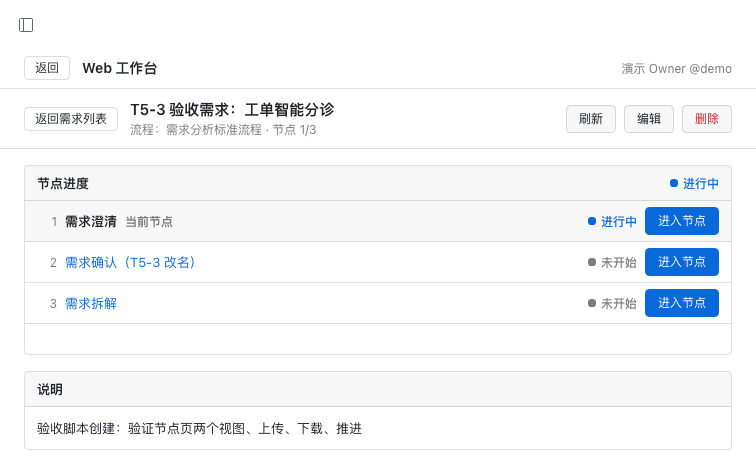 返回 Web 工作台 演示 Owner @demo
返回需求列表 T5-3 验收需求：工单智能分诊
流程：需求分析标准流程 · 节点 1/3
刷新 编辑 删除
节点进度 进行中
1 需求澄清 当前节点 进行中 进入节点
2 需求确认（T5-3 改名） 未开始 进入节点
3 需求拆解 未开始 进入节点
说明
验收脚本创建：验证节点页两个视图、上传、下载、推进